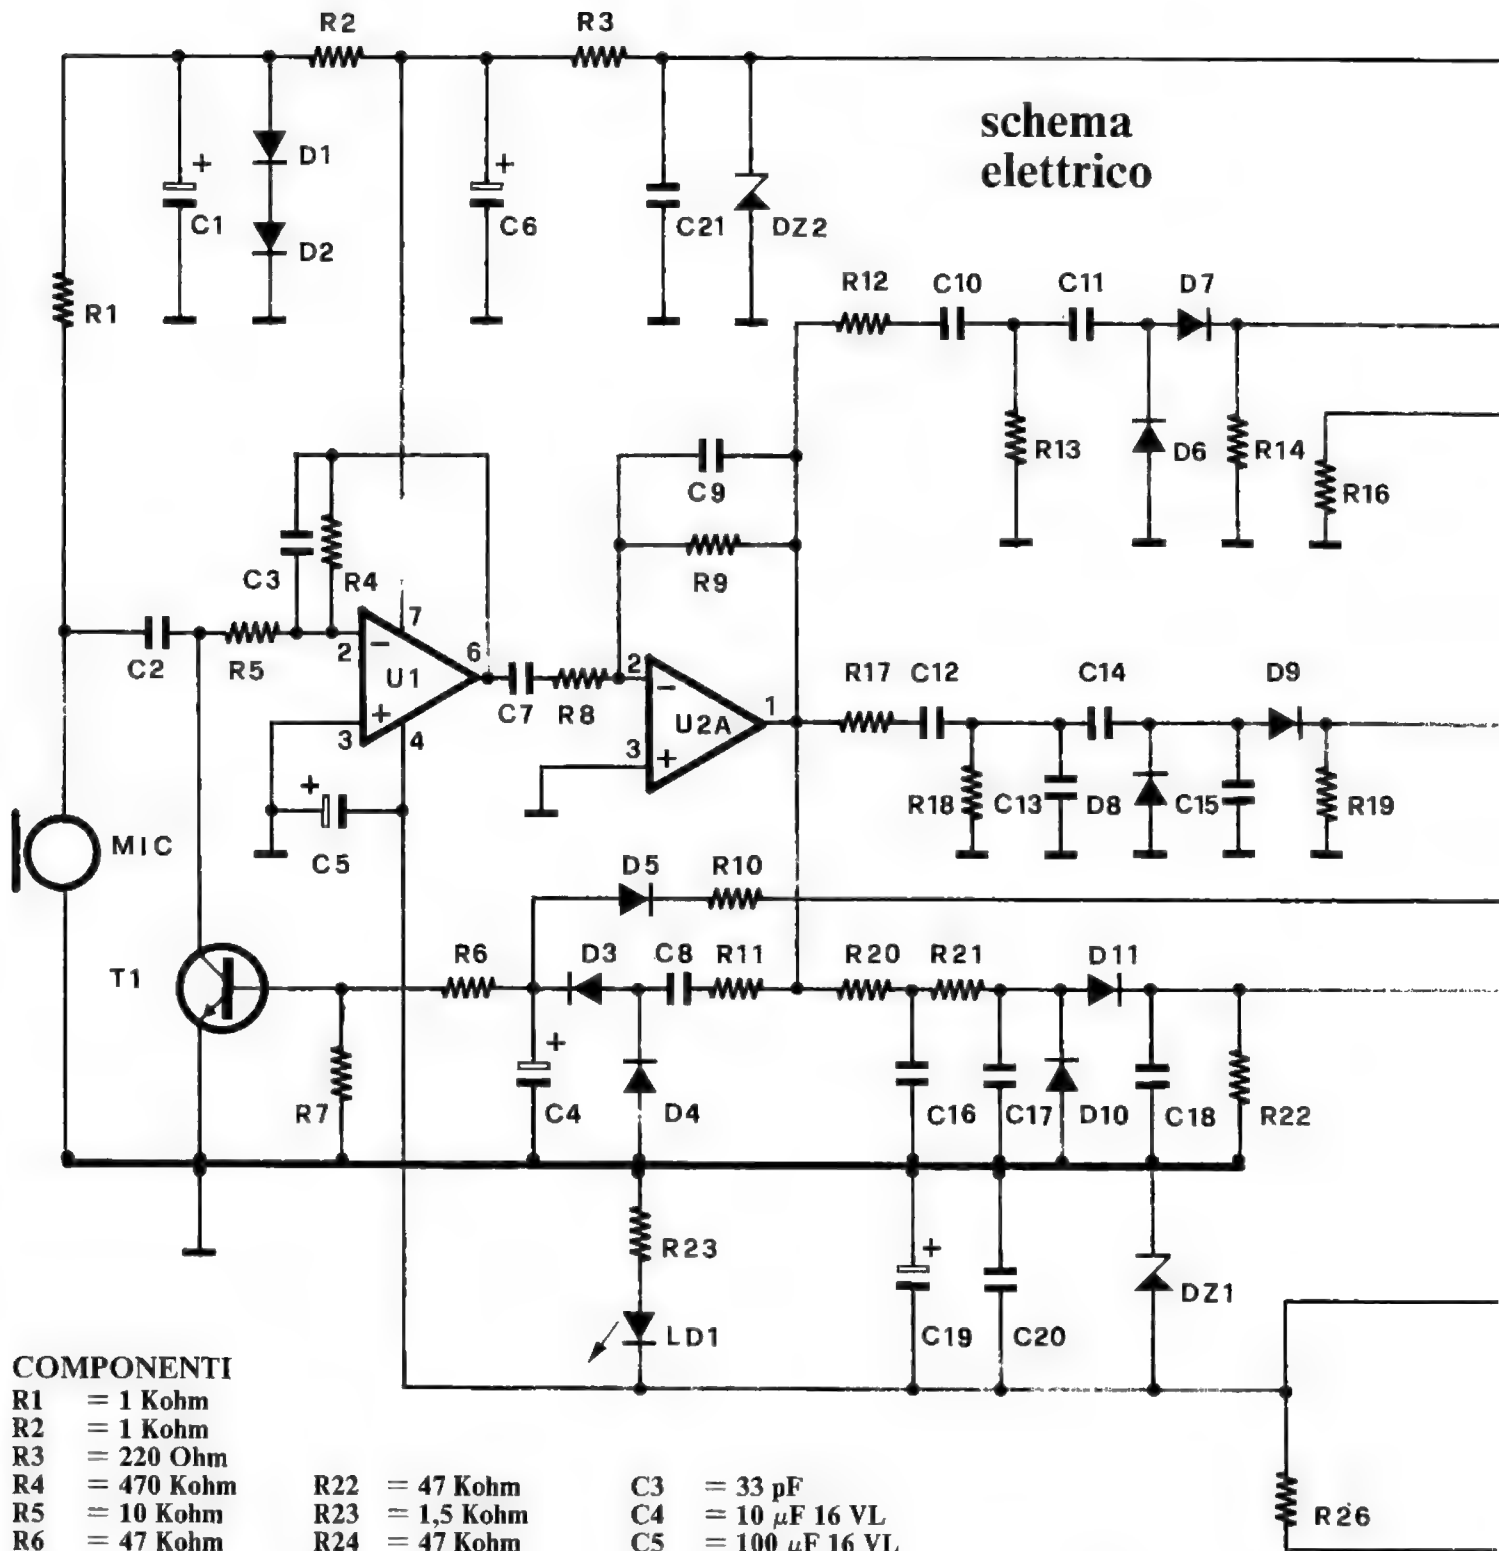 R2
R3
schema
elettrico
D1
+
+
C1
D2
C6
C21
DZ2
R1
R12
C10
C11
D7
R13
D6
R14
R16
C9
C3
R4
R9
7
C2
R5
2
−
U1
6
+
3
4
C7
R8
2
−
U2A
1
3
+
R17
C12
C14
D9
+
C5
R18
C13
D8
C15
R19
MIC
D5
R10
T1
R6
D3
C8
R11
R20
R21
D11
+
R7
C4
D4
C16
C17
D10
C18
R22
R23
+
DZ1
LD1
C19
C20
COMPONENTI
R1 = 1 Kohm
R2 = 1 Kohm
R3 = 220 Ohm
R4 = 470 Kohm
R5 = 10 Kohm
R6 = 47 Kohm
R22 = 47 Kohm
R23 = 1,5 Kohm
R24 = 47 Kohm
C3 = 33 pF
C4 = 10 µF 16 VL
C5 = 100 µF 16 VL
R26